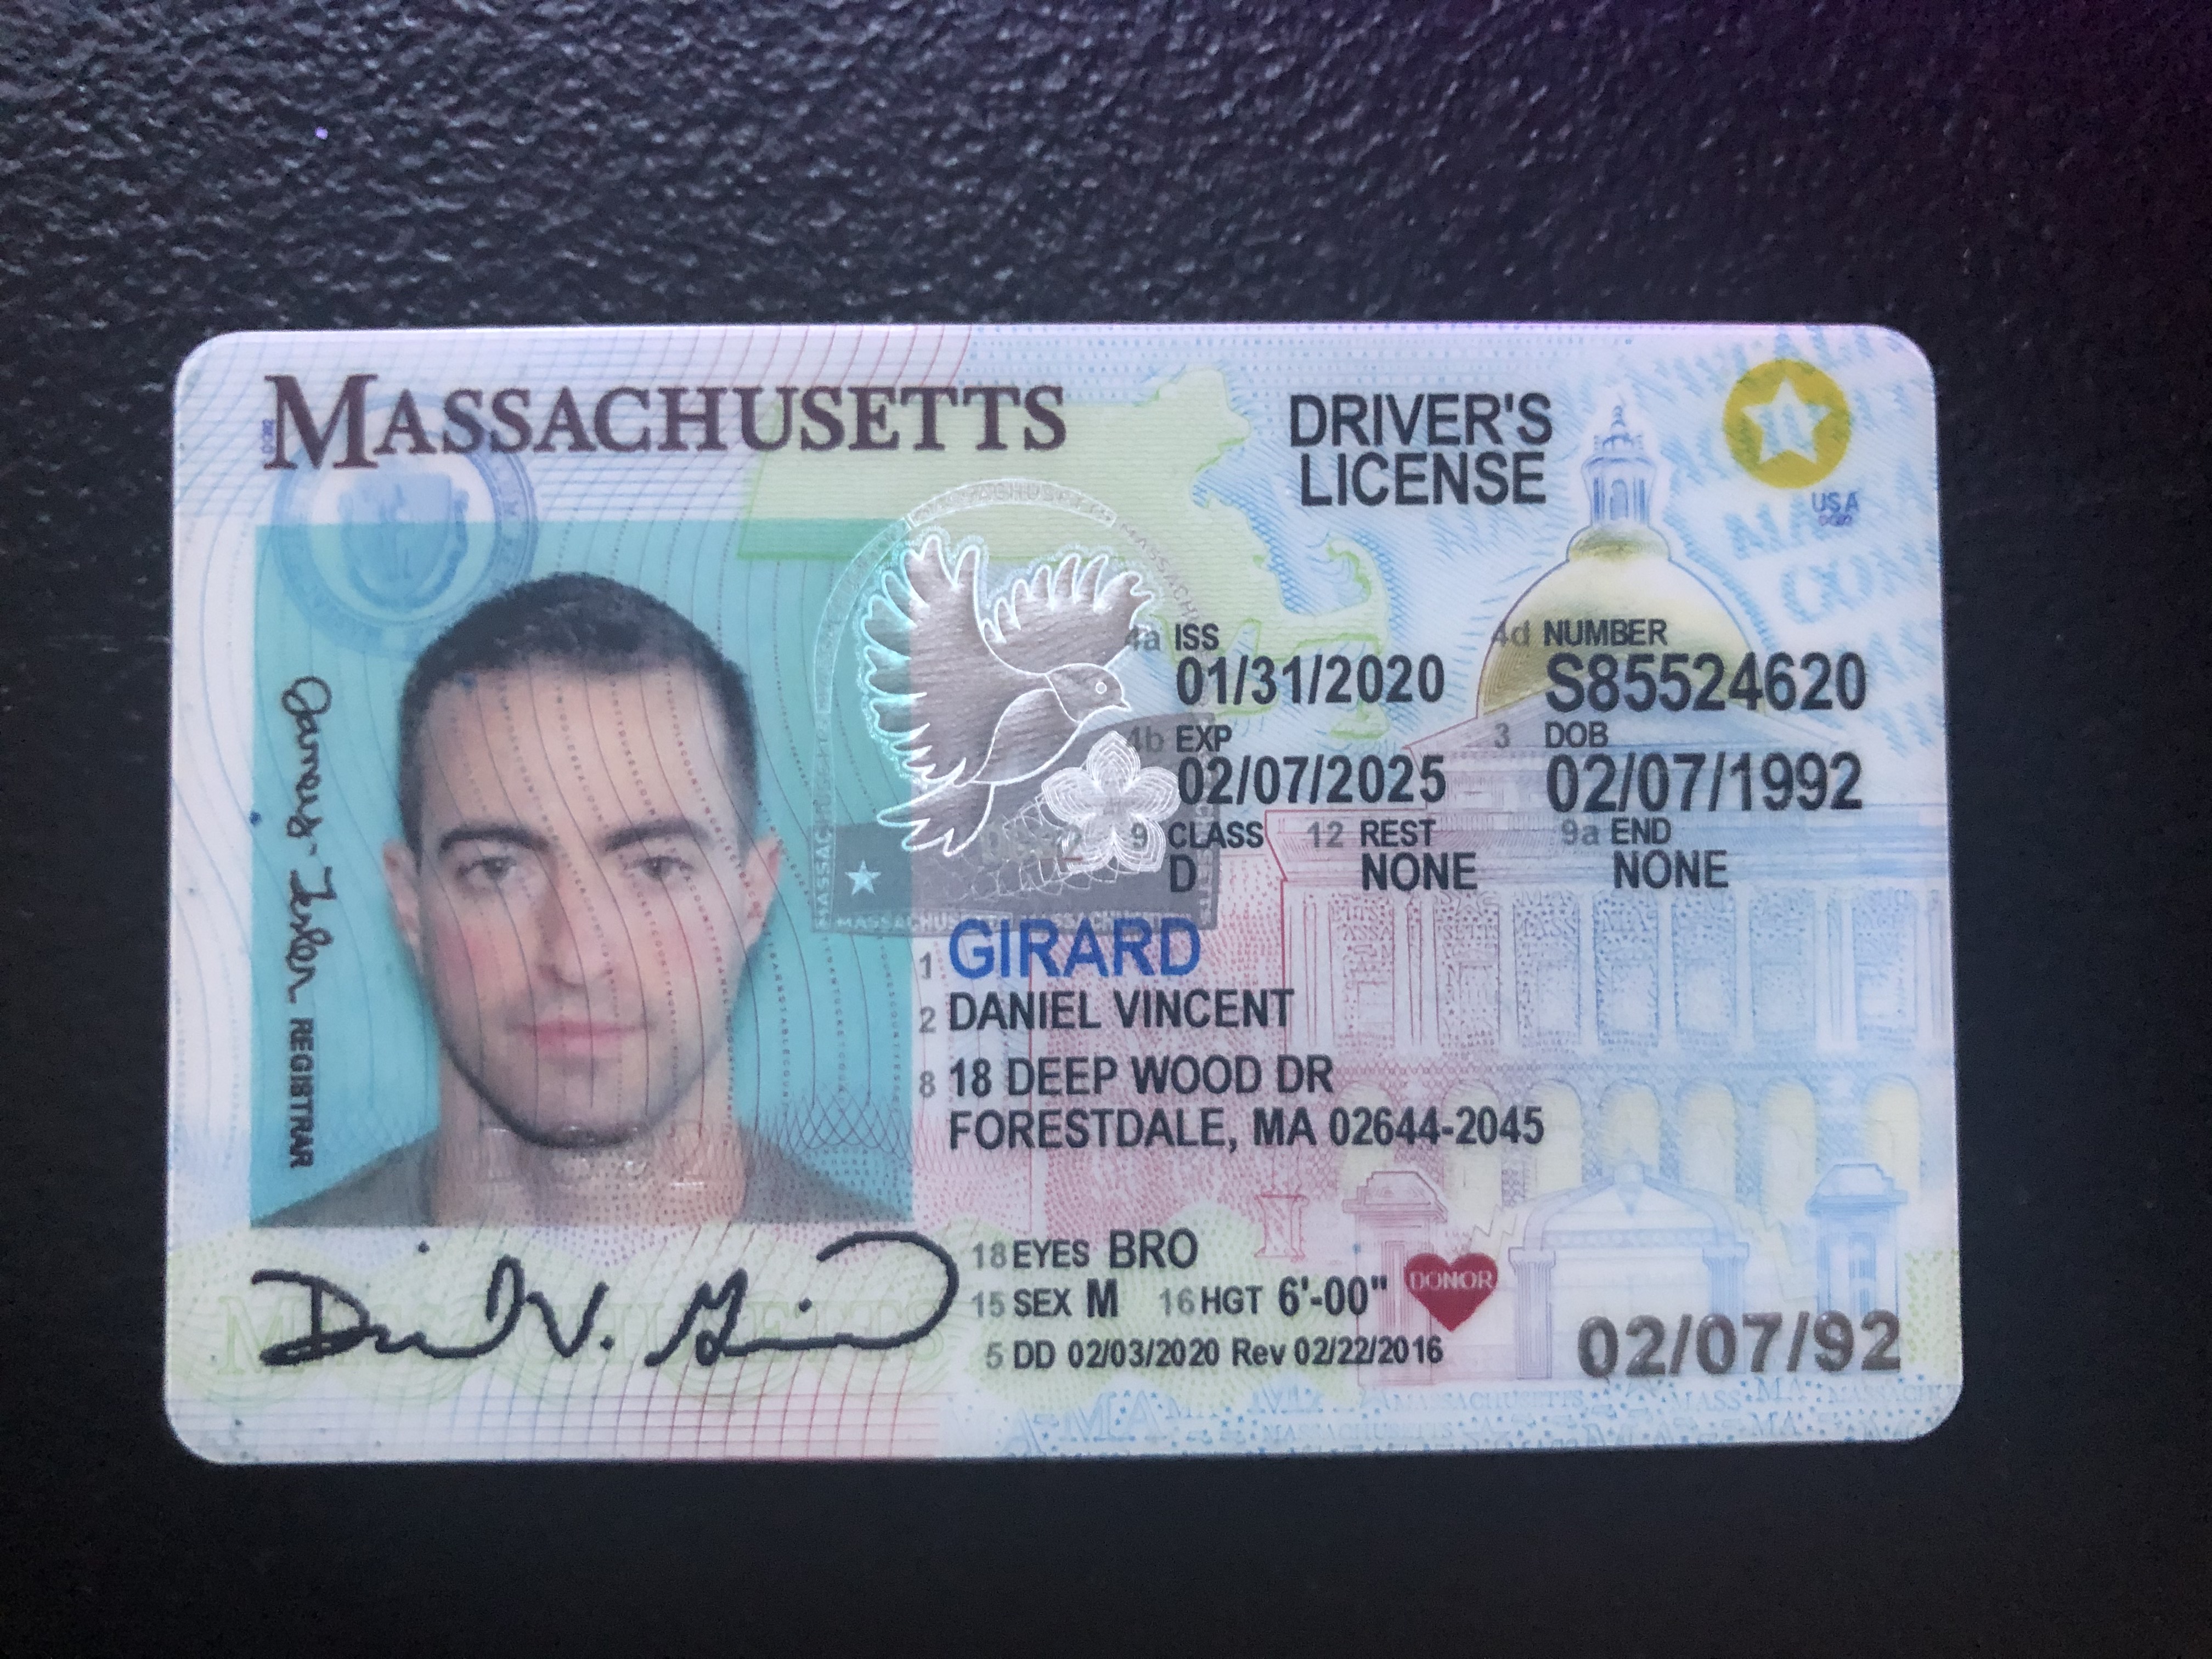 MASSACHUSETTS
DRIVER'S
LICENSE
USA
4a ISS
01/31/2020
4d NUMBER
S85524620
4b EXP
02/07/2025
3 DOB
02/07/1992
9 CLASS
D
12 REST
NONE
9a END
NONE
1 GIRARD
2 DANIEL VINCENT
8 18 DEEP WOOD DR
FORESTDALE, MA 02644-2045
18 EYES BRO
15 SEX M 16 HGT 6'-00"
DONOR
5 DD 02/03/2020 Rev 02/22/2016
02/07/92
REGISTRAR